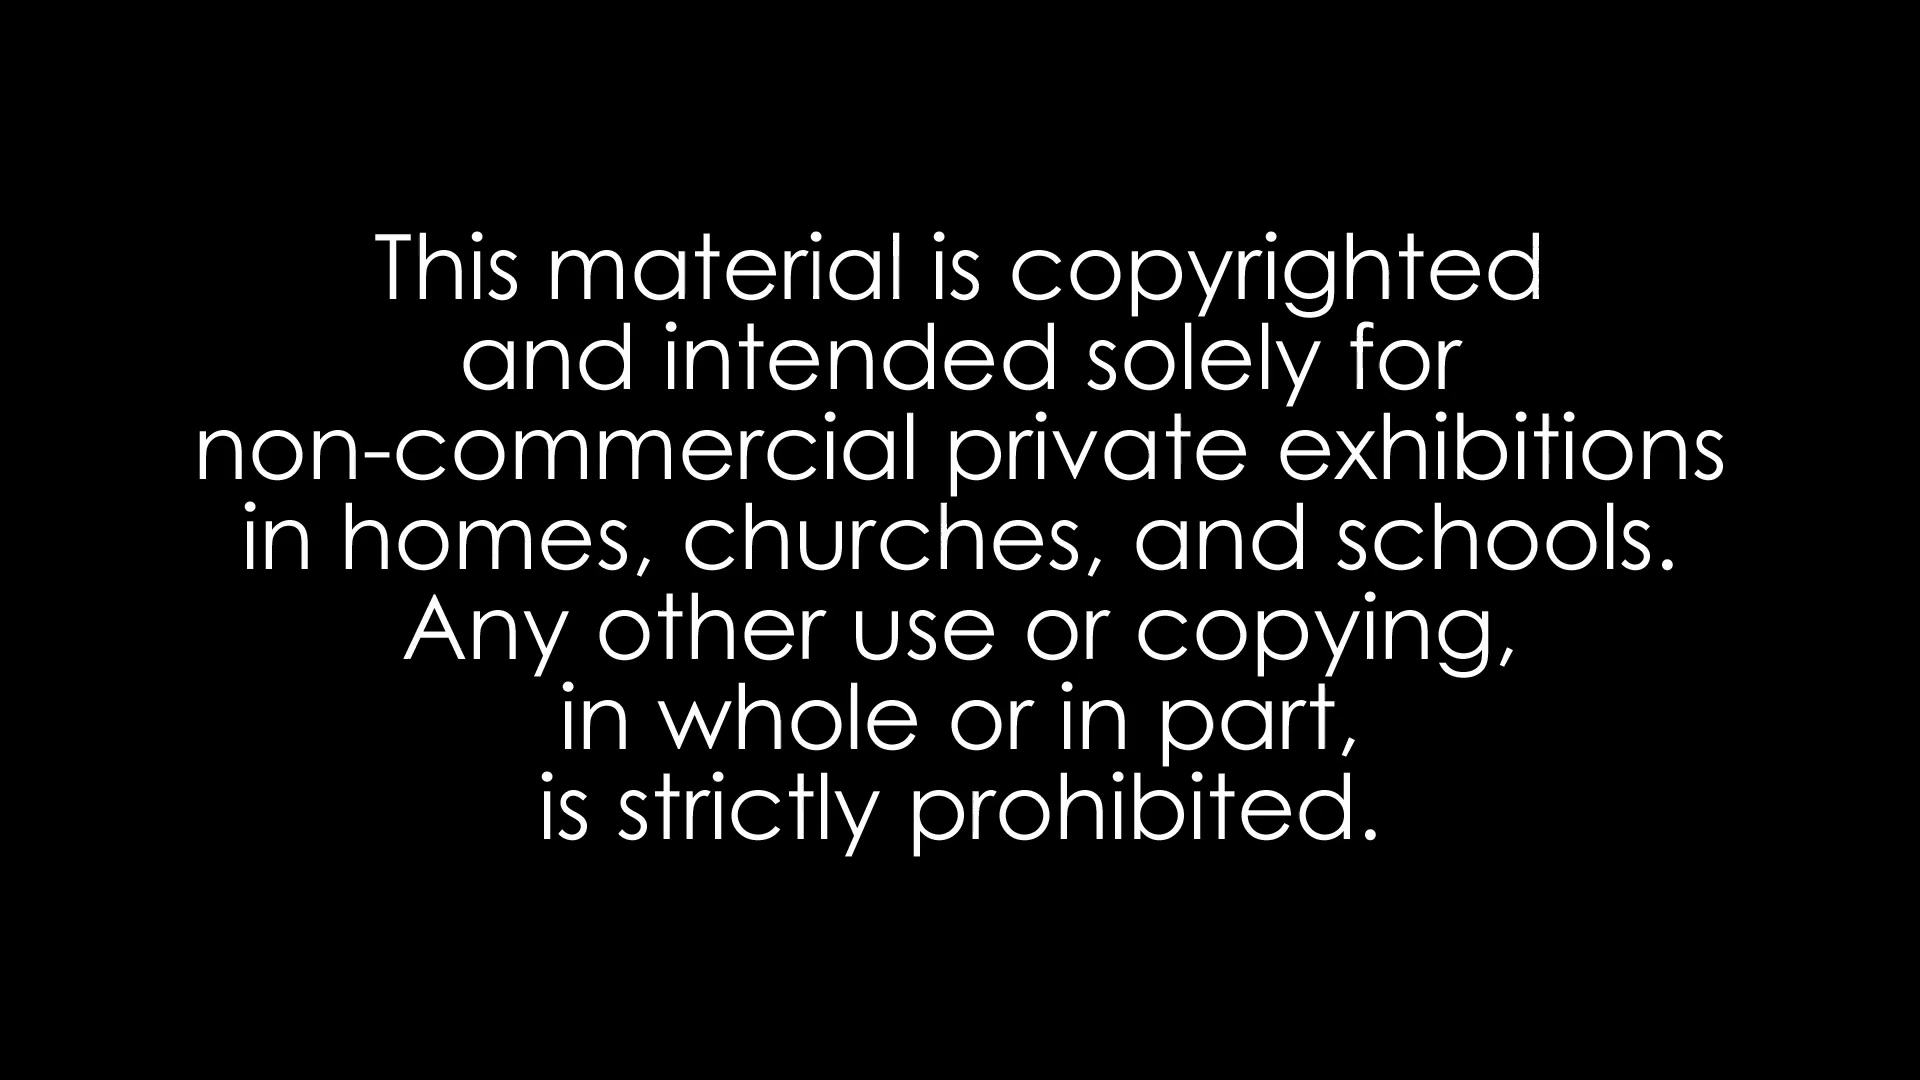 This material is copyrighted
and intended solely for
non-commercial private exhibitions
in homes, churches, and schools.
Any other use or copying,
in whole or in part,
is strictly prohibited.